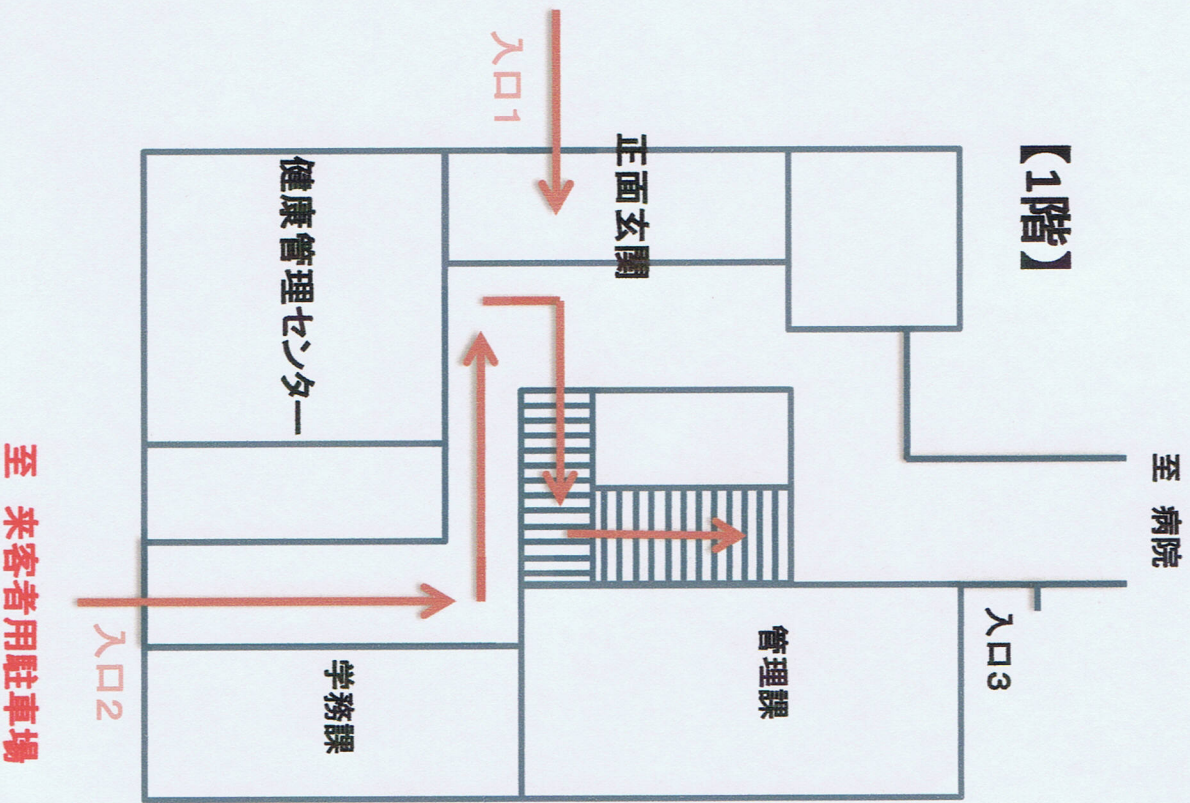 【1階】
至 病院
入口1
正面玄関
健康管理センター
入口3
管理課
学務課
入口2
至 来客者用駐車場